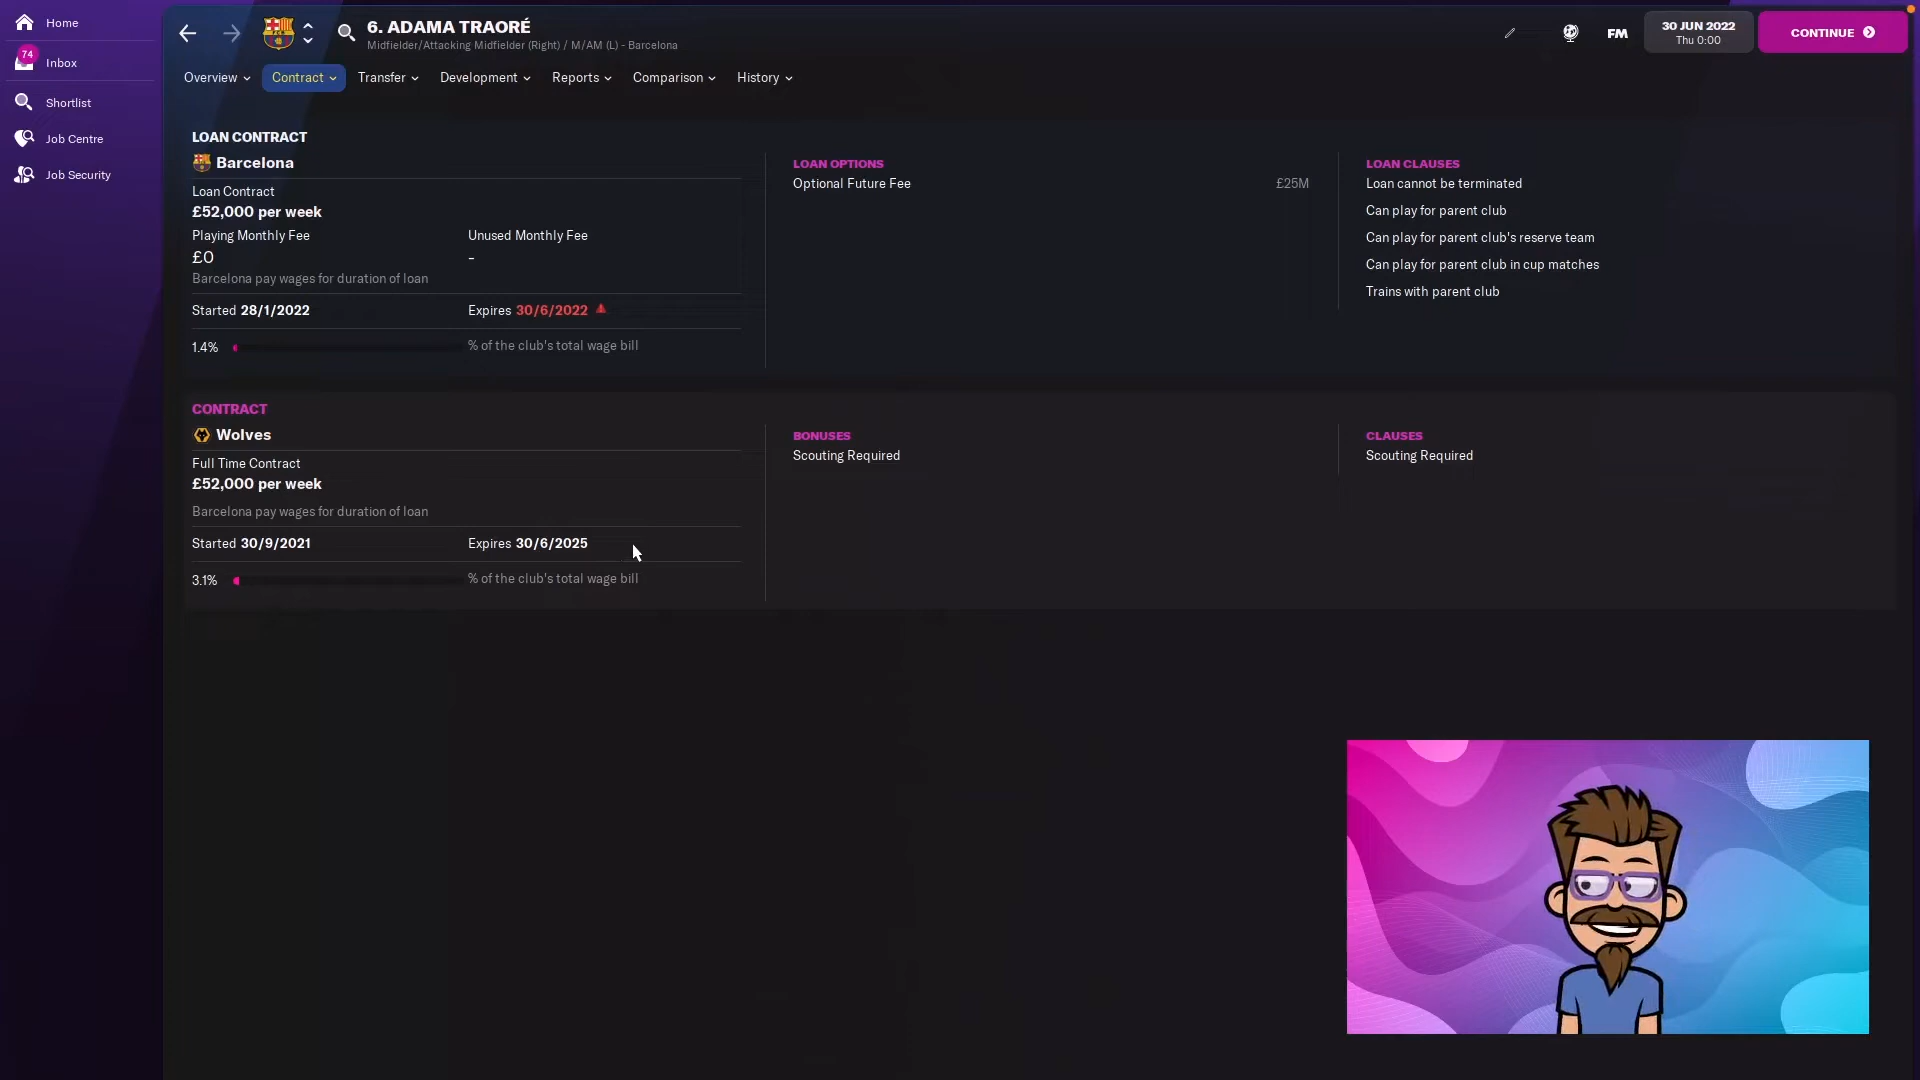 Home
74
Inbox
Shortlist
Job Centre
Job Security
6. ADAMA TRAORÉ
Midfielder/Attacking Midfielder (Right) / M/AM (L) - Barcelona
FM
30 JUN 2022
Thu 0:00
CONTINUE
Overview
Contract
Transfer
Development
Reports
Comparison
History
LOAN CONTRACT
Barcelona
Loan Contract
£52,000 per week
Playing Monthly Fee
Unused Monthly Fee
£0
-
Barcelona pay wages for duration of loan
Started 28/1/2022
Expires 30/6/2022
1.4%
% of the club's total wage bill
LOAN OPTIONS
Optional Future Fee
£25M
LOAN CLAUSES
Loan cannot be terminated
Can play for parent club
Can play for parent club's reserve team
Can play for parent club in cup matches
Trains with parent club
CONTRACT
Wolves
Full Time Contract
£52,000 per week
Barcelona pay wages for duration of loan
Started 30/9/2021
Expires 30/6/2025
3.1%
% of the club's total wage bill
BONUSES
Scouting Required
CLAUSES
Scouting Required